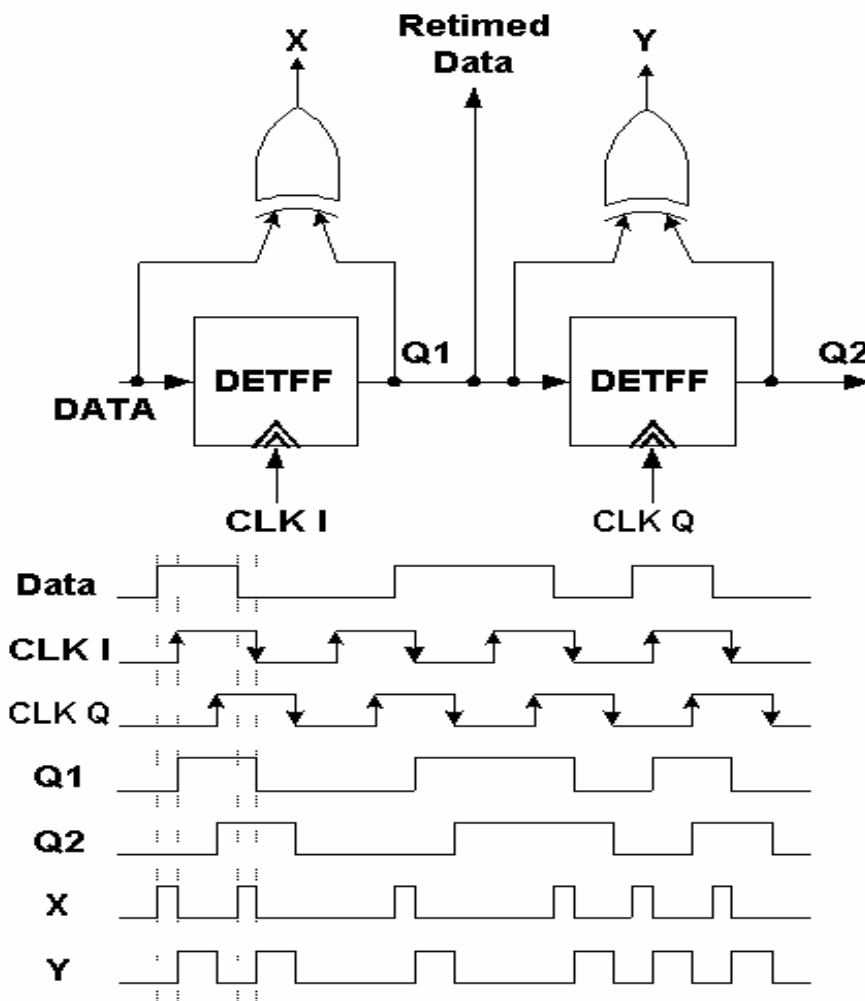 X
Retimed
Data
Y
DETFF
Q1
DETFF
Q2
DATA
CLK I
CLK Q
Data
CLK I
CLK Q
Q1
Q2
X
Y